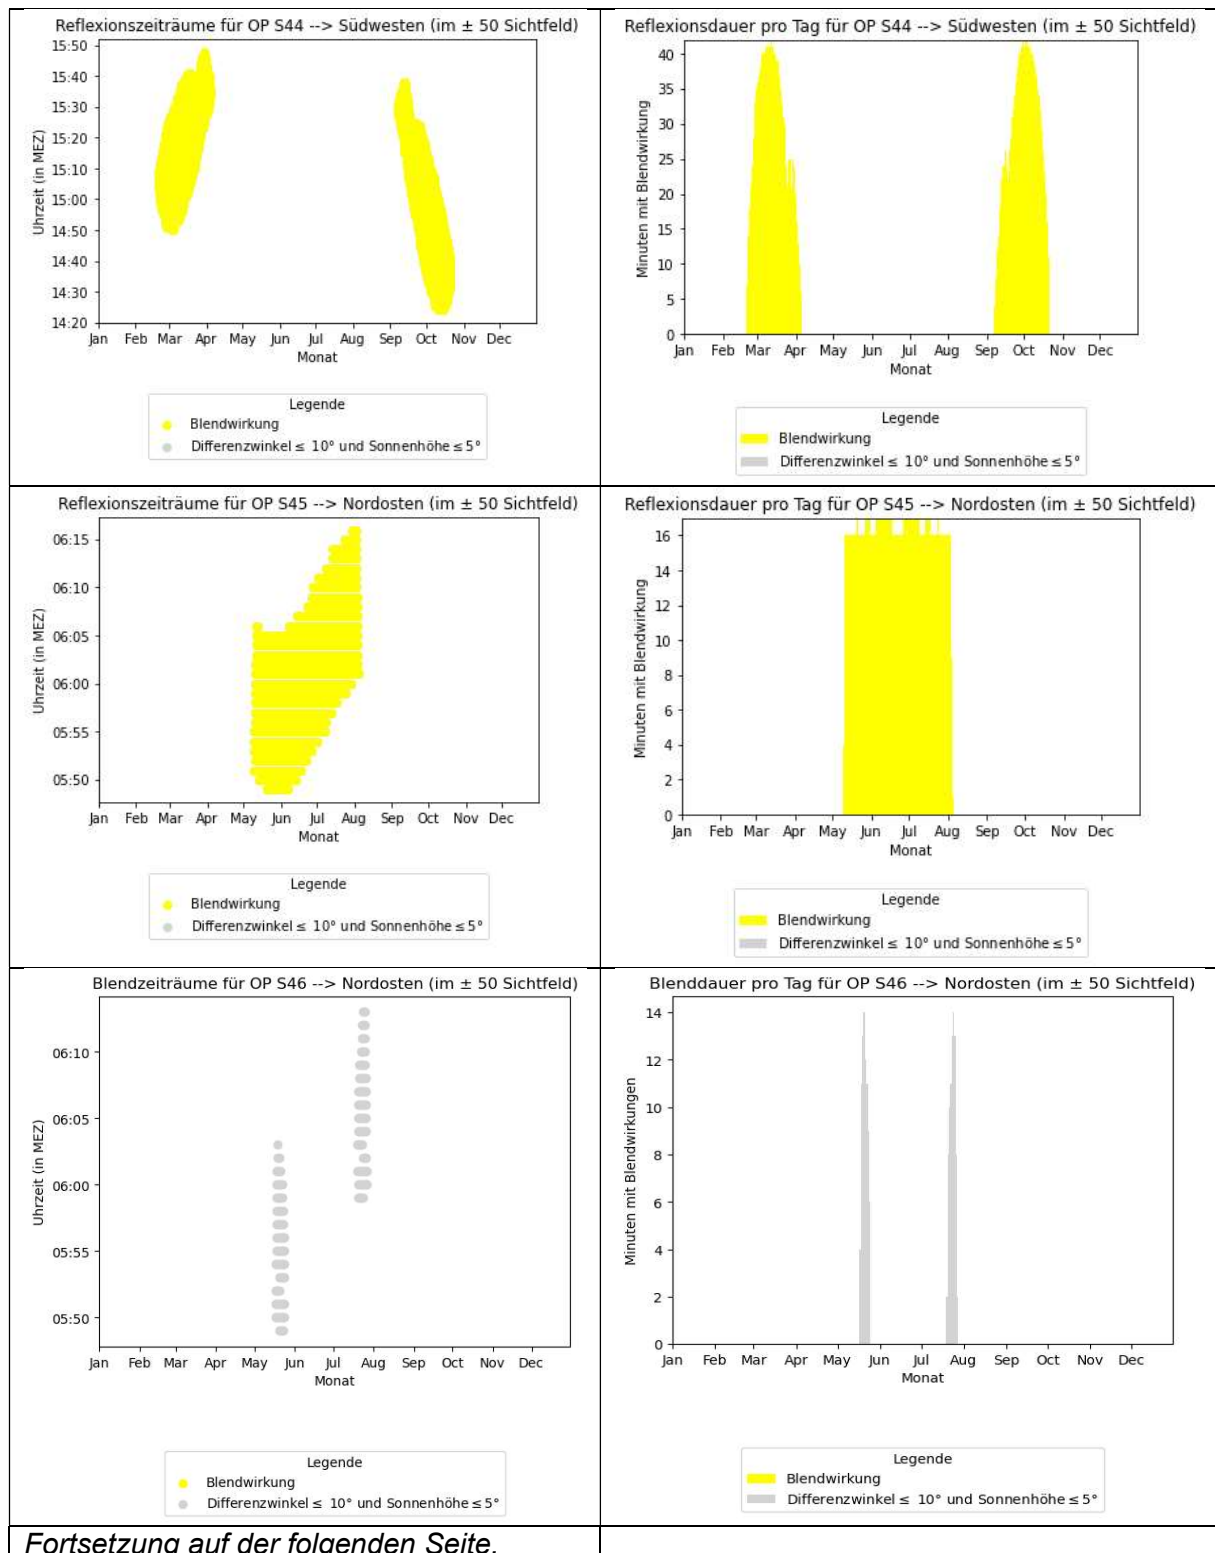 Reflexionszeiträume für OP S44 --> Südwesten (im ± 50 Sichtfeld)
15:50
15:40
15:30
15:20
15:10
15:00
14:50
14:40
14:30
14:20
Uhrzeit (in MEZ)
Jan Feb Mar Apr May Jun Jul Aug Sep Oct Nov Dec
Monat
Legende
Blendwirkung
Differenzwinkel ≤ 10° und Sonnenhöhe ≤ 5°
Reflexionsdauer pro Tag für OP S44 --> Südwesten (im ± 50 Sichtfeld)
40
35
30
25
20
15
10
5
0
Minuten mit Blendwirkung
Jan Feb Mar Apr May Jun Jul Aug Sep Oct Nov Dec
Monat
Legende
Blendwirkung
Differenzwinkel ≤ 10° und Sonnenhöhe ≤ 5°
Reflexionszeiträume für OP S45 --> Nordosten (im ± 50 Sichtfeld)
06:15
06:10
06:05
06:00
05:55
05:50
Uhrzeit (in MEZ)
Jan Feb Mar Apr May Jun Jul Aug Sep Oct Nov Dec
Monat
Legende
Blendwirkung
Differenzwinkel ≤ 10° und Sonnenhöhe ≤ 5°
Reflexionsdauer pro Tag für OP S45 --> Nordosten (im ± 50 Sichtfeld)
16
14
12
10
8
6
4
2
0
Minuten mit Blendwirkung
Jan Feb Mar Apr May Jun Jul Aug Sep Oct Nov Dec
Monat
Legende
Blendwirkung
Differenzwinkel ≤ 10° und Sonnenhöhe ≤ 5°
Blendzeiträume für OP S46 --> Nordosten (im ± 50 Sichtfeld)
06:10
06:05
06:00
05:55
05:50
Uhrzeit (in MEZ)
Jan Feb Mar Apr May Jun Jul Aug Sep Oct Nov Dec
Monat
Legende
Blendwirkung
Differenzwinkel ≤ 10° und Sonnenhöhe ≤ 5°
Blenddauer pro Tag für OP S46 --> Nordosten (im ± 50 Sichtfeld)
14
12
10
8
6
4
2
0
Minuten mit Blendwirkungen
Jan Feb Mar Apr May Jun Jul Aug Sep Oct Nov Dec
Monat
Legende
Blendwirkung
Differenzwinkel ≤ 10° und Sonnenhöhe ≤ 5°
Fortsetzung auf der folgenden Seite.